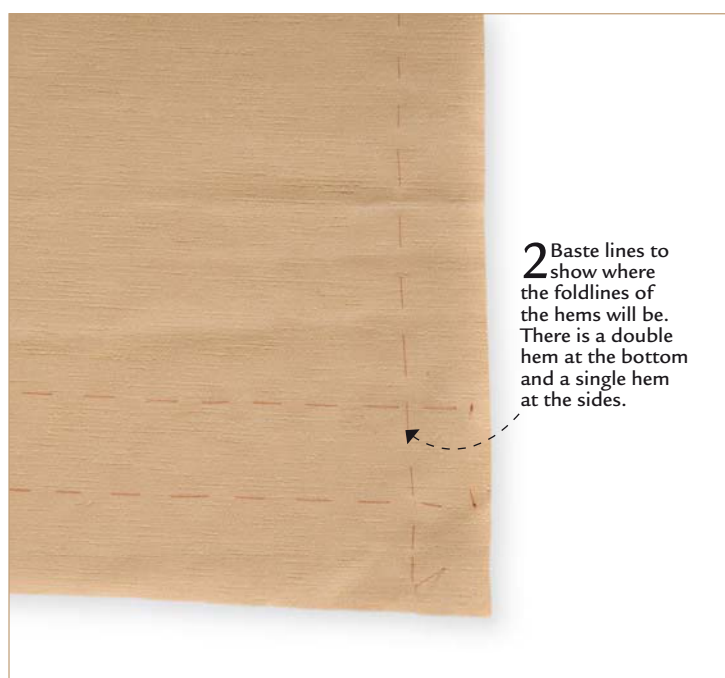 2 Baste lines to
show where
the foldlines of
the hems will be.
There is a double
hem at the bottom
and a single hem
at the sides.